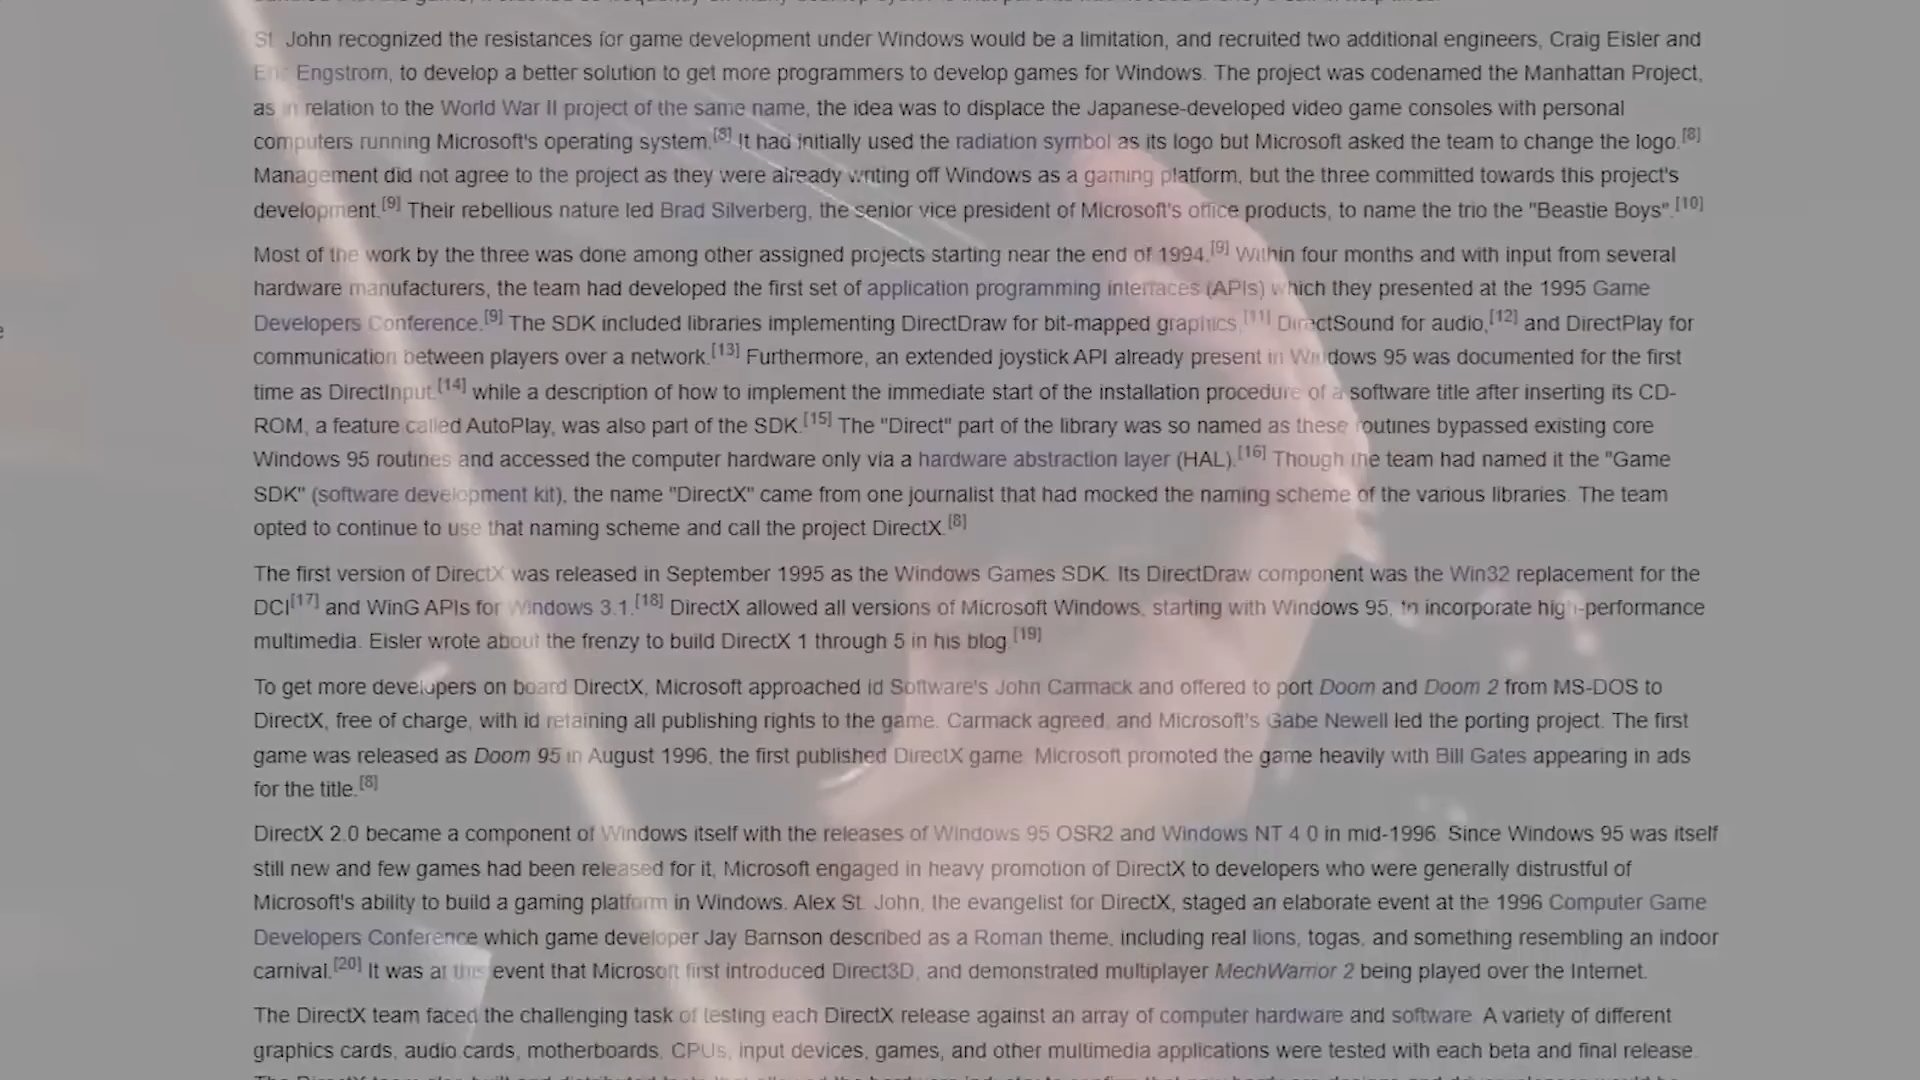 St. John recognized the resistances for game development under Windows would be a limitation, and recruited two additional engineers, Craig Eisler and
Eric Engstrom, to develop a better solution to get more programmers to develop games for Windows. The project was codenamed the Manhattan Project,
as in relation to the World War II project of the same name, the idea was to displace the Japanese-developed video game consoles with personal
computers running Microsoft's operating system.[8] It had initially used the radiation symbol as its logo but Microsoft asked the team to change the logo.[8]
Management did not agree to the project as they were already writing off Windows as a gaming platform, but the three committed towards this project's
development.[9] Their rebellious nature led Brad Silverberg, the senior vice president of Microsoft's office products, to name the trio the "Beastie Boys".[10]
Most of the work by the three was done among other assigned projects starting near the end of 1994.[9] Within four months and with input from several
hardware manufacturers, the team had developed the first set of application programming interfaces (APIs) which they presented at the 1995 Game
Developers Conference.[9] The SDK included libraries implementing DirectDraw for bit-mapped graphics,[11] DirectSound for audio,[12] and DirectPlay for
communication between players over a network.[13] Furthermore, an extended joystick API already present in Windows 95 was documented for the first
time as DirectInput,[14] while a description of how to implement the immediate start of the installation procedure of a software title after inserting its CD-
ROM, a feature called AutoPlay, was also part of the SDK.[15] The "Direct" part of the library was so named as these routines bypassed existing core
Windows 95 routines and accessed the computer hardware only via a hardware abstraction layer (HAL).[16] Though the team had named it the "Game
SDK" (software development kit), the name "DirectX" came from one journalist that had mocked the naming scheme of the various libraries. The team
opted to continue to use that naming scheme and call the project DirectX.[8]
The first version of DirectX was released in September 1995 as the Windows Games SDK. Its DirectDraw component was the Win32 replacement for the
DCI[17] and WinG APIs for Windows 3.1.[18] DirectX allowed all versions of Microsoft Windows, starting with Windows 95, to incorporate high-performance
multimedia. Eisler wrote about the frenzy to build DirectX 1 through 5 in his blog.[19]
To get more developers on board DirectX, Microsoft approached id Software's John Carmack and offered to port Doom and Doom 2 from MS-DOS to
DirectX, free of charge, with id retaining all publishing rights to the game. Carmack agreed, and Microsoft's Gabe Newell led the porting project. The first
game was released as Doom 95 in August 1996, the first published DirectX game. Microsoft promoted the game heavily with Bill Gates appearing in ads
for the title.[8]
DirectX 2.0 became a component of Windows itself with the releases of Windows 95 OSR2 and Windows NT 4.0 in mid-1996. Since Windows 95 was itself
still new and few games had been released for it, Microsoft engaged in heavy promotion of DirectX to developers who were generally distrustful of
Microsoft's ability to build a gaming platform in Windows. Alex St. John, the evangelist for DirectX, staged an elaborate event at the 1996 Computer Game
Developers Conference which game developer Jay Barnson described as a Roman theme, including real lions, togas, and something resembling an indoor
carnival.[20] It was at this event that Microsoft first introduced Direct3D, and demonstrated multiplayer MechWarrior 2 being played over the Internet.
The DirectX team faced the challenging task of testing each DirectX release against an array of computer hardware and software. A variety of different
graphics cards, audio cards, motherboards, CPUs, input devices, games, and other multimedia applications were tested with each beta and final release.